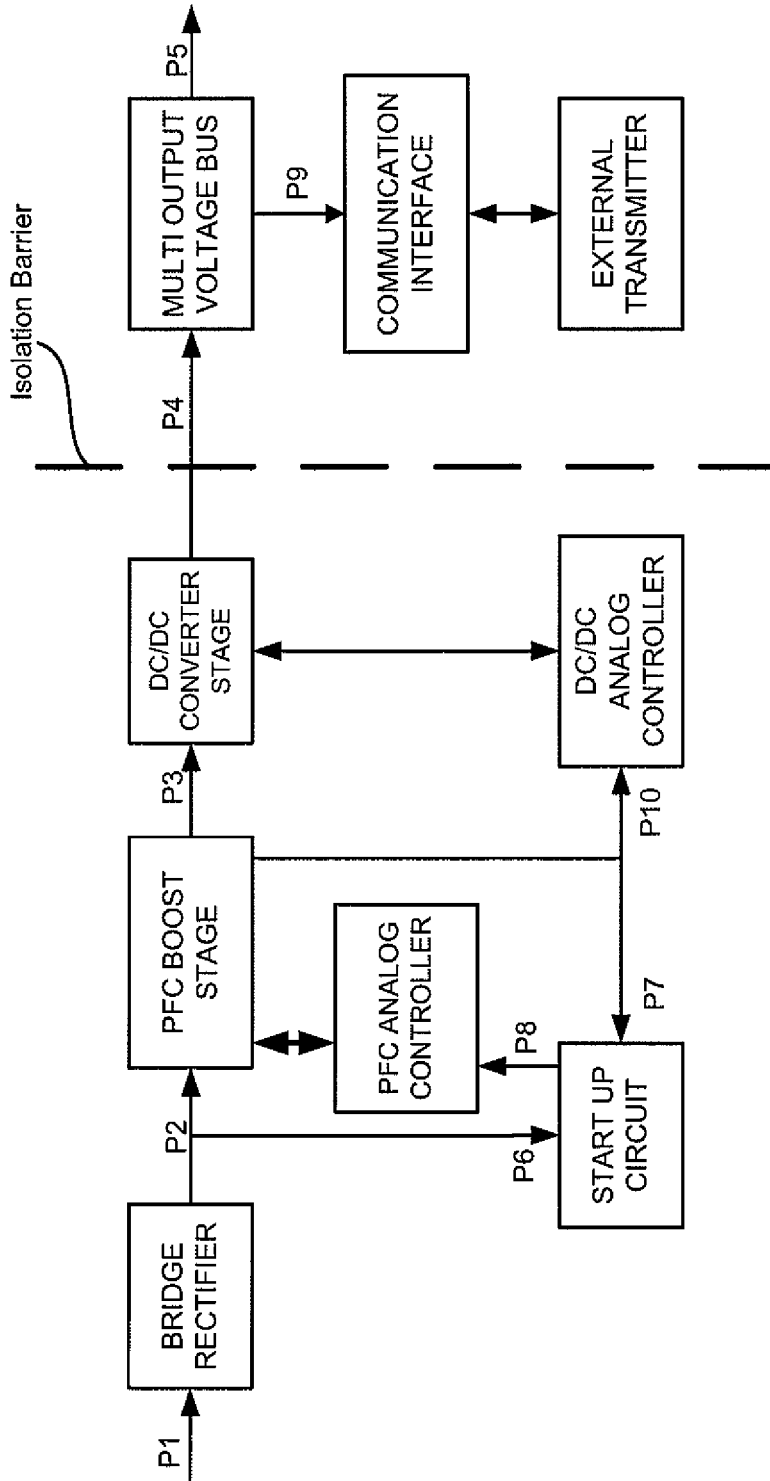 Isolation Barrier
P1
BRIDGE
RECTIFIER
P2
PFC BOOST
STAGE
P3
DC/DC
CONVERTER
STAGE
P4
MULTI OUTPUT
VOLTAGE BUS
P5
P6
START UP
CIRCUIT
P8
PFC ANALOG
CONTROLLER
P7
P10
DC/DC
ANALOG
CONTROLLER
P9
COMMUNICATION
INTERFACE
EXTERNAL
TRANSMITTER